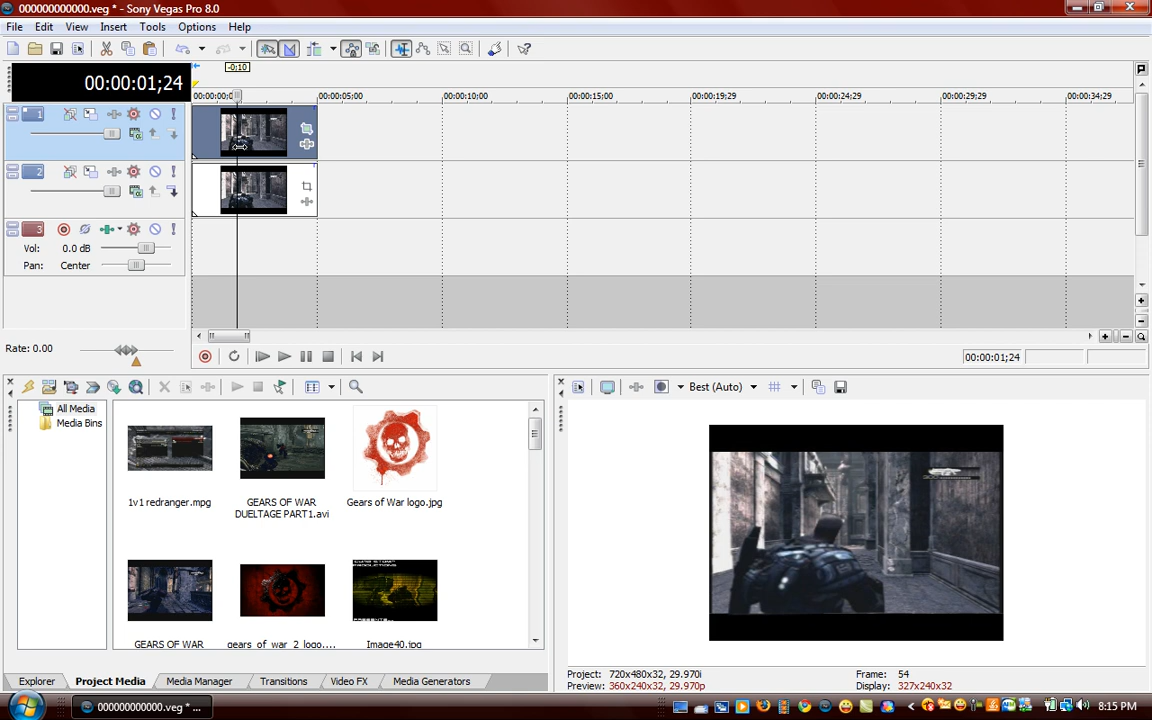 000000000000.veg * - Sony Vegas Pro 8.0
File Edit View Insert Tools Options Help
-0;10
00:00:01;24
00:00:05;00 00:00:10;00 00:00:15;00 00:00:19;29 00:00:24;29 00:00:29;29 00:00:34;29
1
2
3
Vol: 0.0 dB
Pan: Center
Rate: 0.00
00:00:01;24
Best (Auto)
All Media
Media Bins
1v1 redranger.mpg
GEARS OF WAR
DUELTAGE PART1.avi
Gears of War logo.jpg
GEARS OF WAR
gears_of_war_2_logo....
Image40.jpg
Explorer Project Media Media Manager Transitions Video FX Media Generators
Project: 720x480x32, 29.970i
Preview: 360x240x32, 29.970p
Frame: 54
Display: 327x240x32
000000000000.veg * ...
8:15 PM